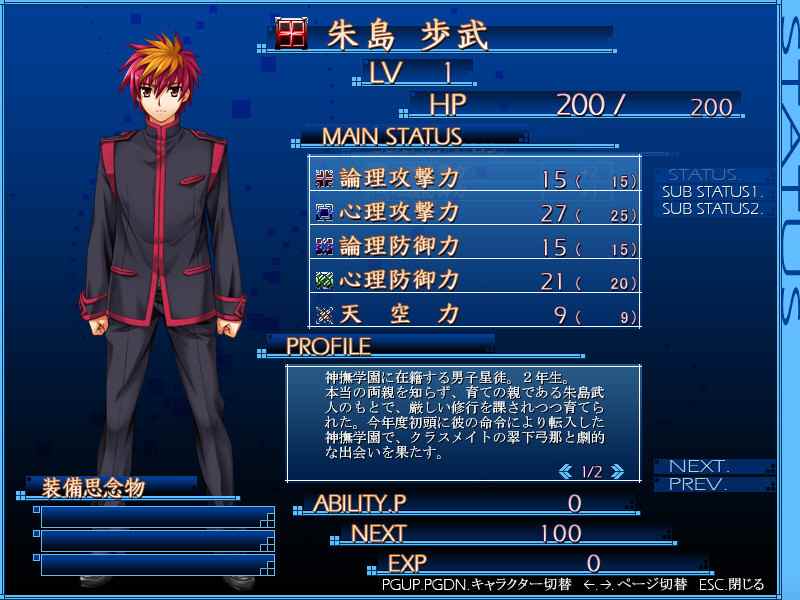 朱島 歩武
LV 1
HP 200 / 200
MAIN STATUS
論理攻撃力 15 ( 15)
心理攻撃力 27 ( 25)
論理防御力 15 ( 15)
心理防御力 21 ( 20)
天 空 力 9 ( 9)
STATUS.
SUB STATUS1.
SUB STATUS2.
STATUS
PROFILE
神撫学園に在籍する男子星徒。２年生。
本当の両親を知らず、育ての親である朱島武
人のもとで、厳しい修行を課されつつ育てら
れた。今年度初頭に彼の命令により転入した
神撫学園で、クラスメイトの翠下弓那と劇的
な出会いを果たす。
1/2
NEXT.
PREV.
装備思念物
ABILITY.P 0
NEXT 100
EXP 0
PGUP.PGDN.キャラクター切替 ←.→.ページ切替 ESC.閉じる